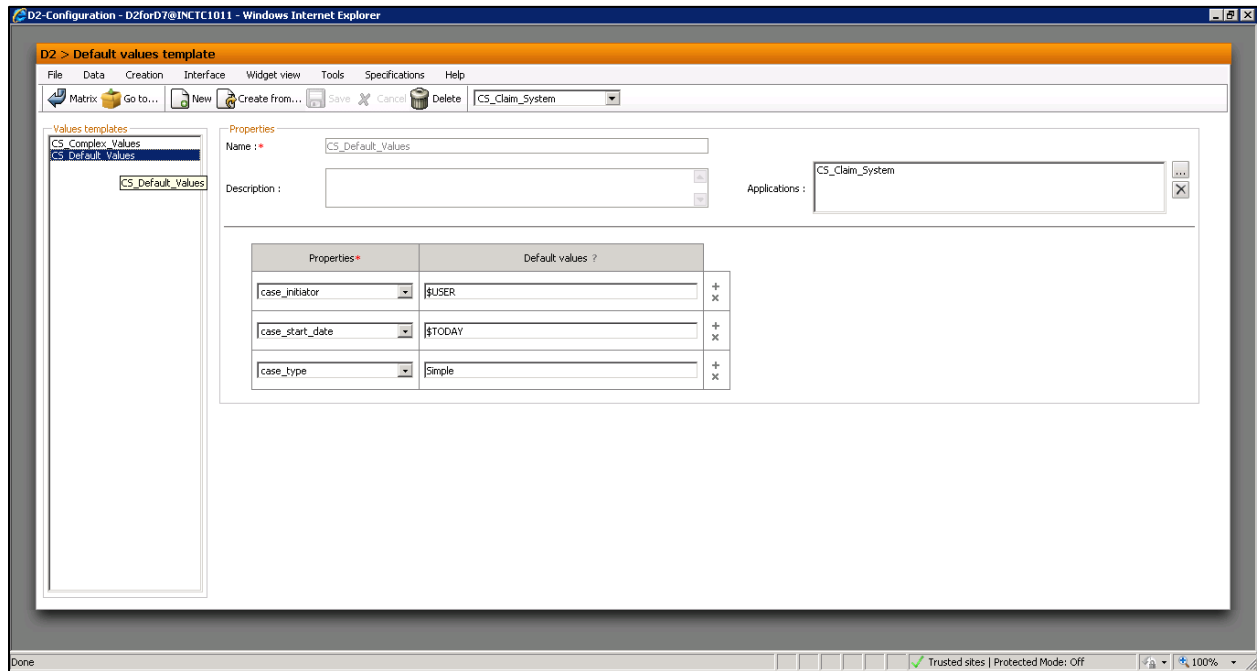 D2-Configuration - D2forD7@INCTC1011 - Windows Internet Explorer
D2 > Default values template
File Data Creation Interface Widget view Tools Specifications Help
Matrix Go to... New Create from... Save Cancel Delete CS_Claim_System
Values templates
CS_Complex_Values
CS_Default_Values
CS_Default_Values
Properties
Name :* CS_Default_Values
Description :
Applications : CS_Claim_System
...
Properties* Default values ?
case_initiator $USER
case_start_date $TODAY
case_type Simple
Done Trusted sites | Protected Mode: Off 100%